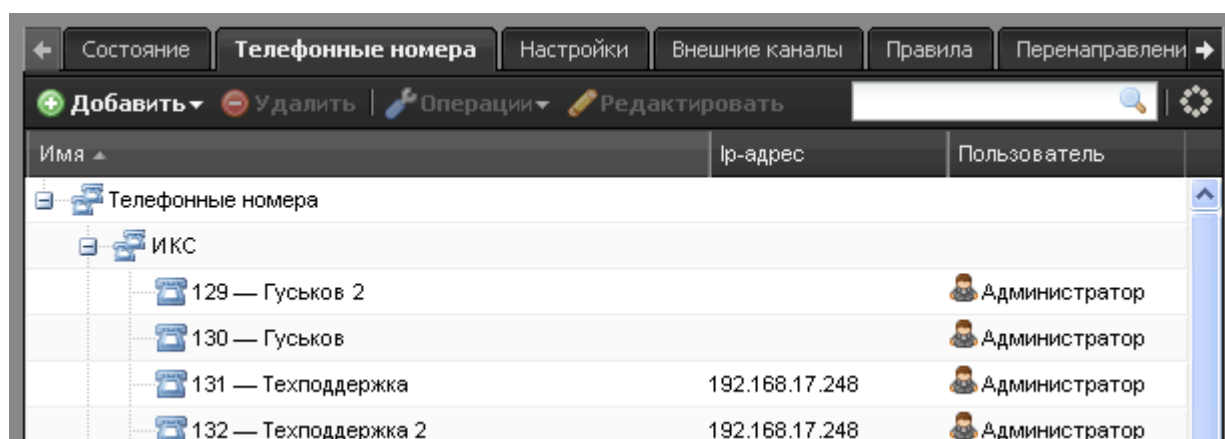 Состояние Телефонные номера Настройки Внешние каналы Правила Перенаправлени
Добавить Удалить Операции Редактировать
Имя Ip-адрес Пользователь
Телефонные номера
ИКС
129 — Гуськов 2 Администратор
130 — Гуськов Администратор
131 — Техподдержка 192.168.17.248 Администратор
132 — Техподдержка 2 192.168.17.248 Администратор